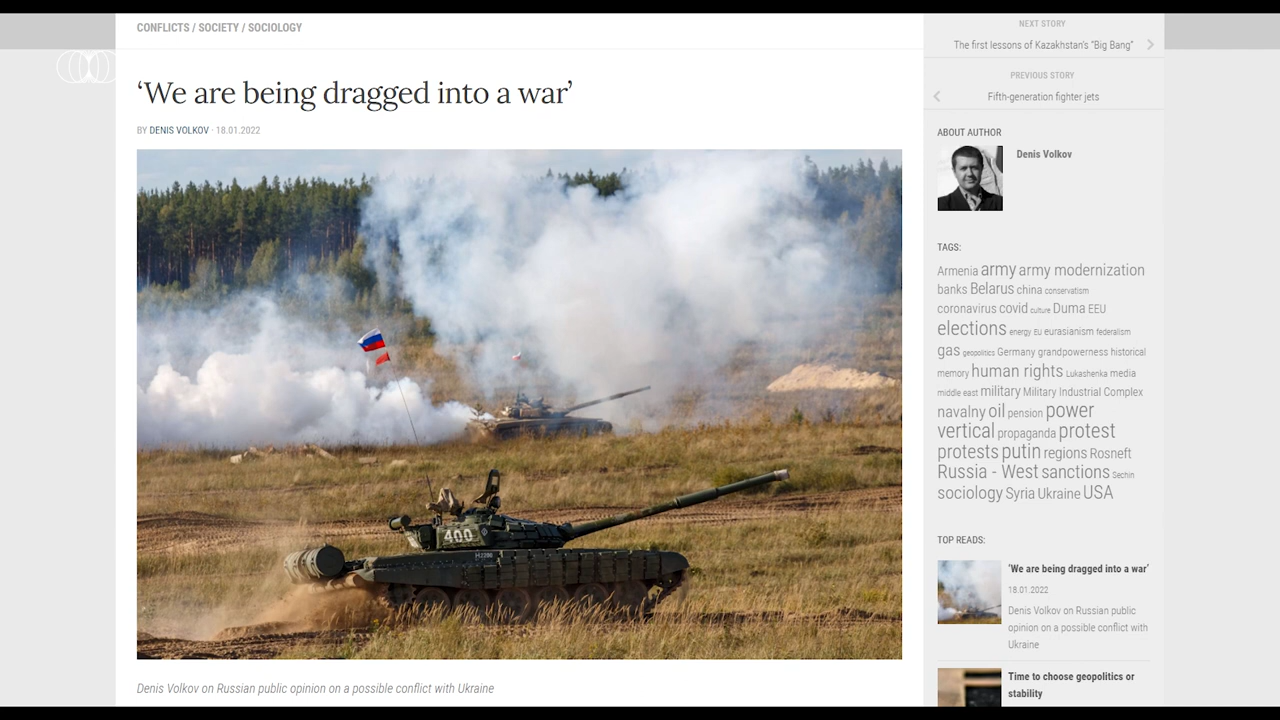 CONFLICTS / SOCIETY / SOCIOLOGY
‘We are being dragged into a war’
BY DENIS VOLKOV · 18.01.2022
400
Denis Volkov on Russian public opinion on a possible conflict with Ukraine
NEXT STORY
The first lessons of Kazakhstan's “Big Bang”
PREVIOUS STORY
Fifth-generation fighter jets
ABOUT AUTHOR
Denis Volkov
TAGS:
Armenia army army modernization
banks Belarus china conservatism
coronavirus covid culture Duma EEU
elections energy EU eurasianism federalism
gas geopolitics Germany grandpowerness historical
memory human rights Lukashenka media
middle east military Military Industrial Complex
navalny oil pension power
vertical propaganda protest
protests putin regions Rosneft
Russia - West sanctions Sechin
sociology Syria Ukraine USA
TOP READS:
‘We are being dragged into a war’
18.01.2022
Denis Volkov on Russian public
opinion on a possible conflict with
Ukraine
Time to choose geopolitics or
stability